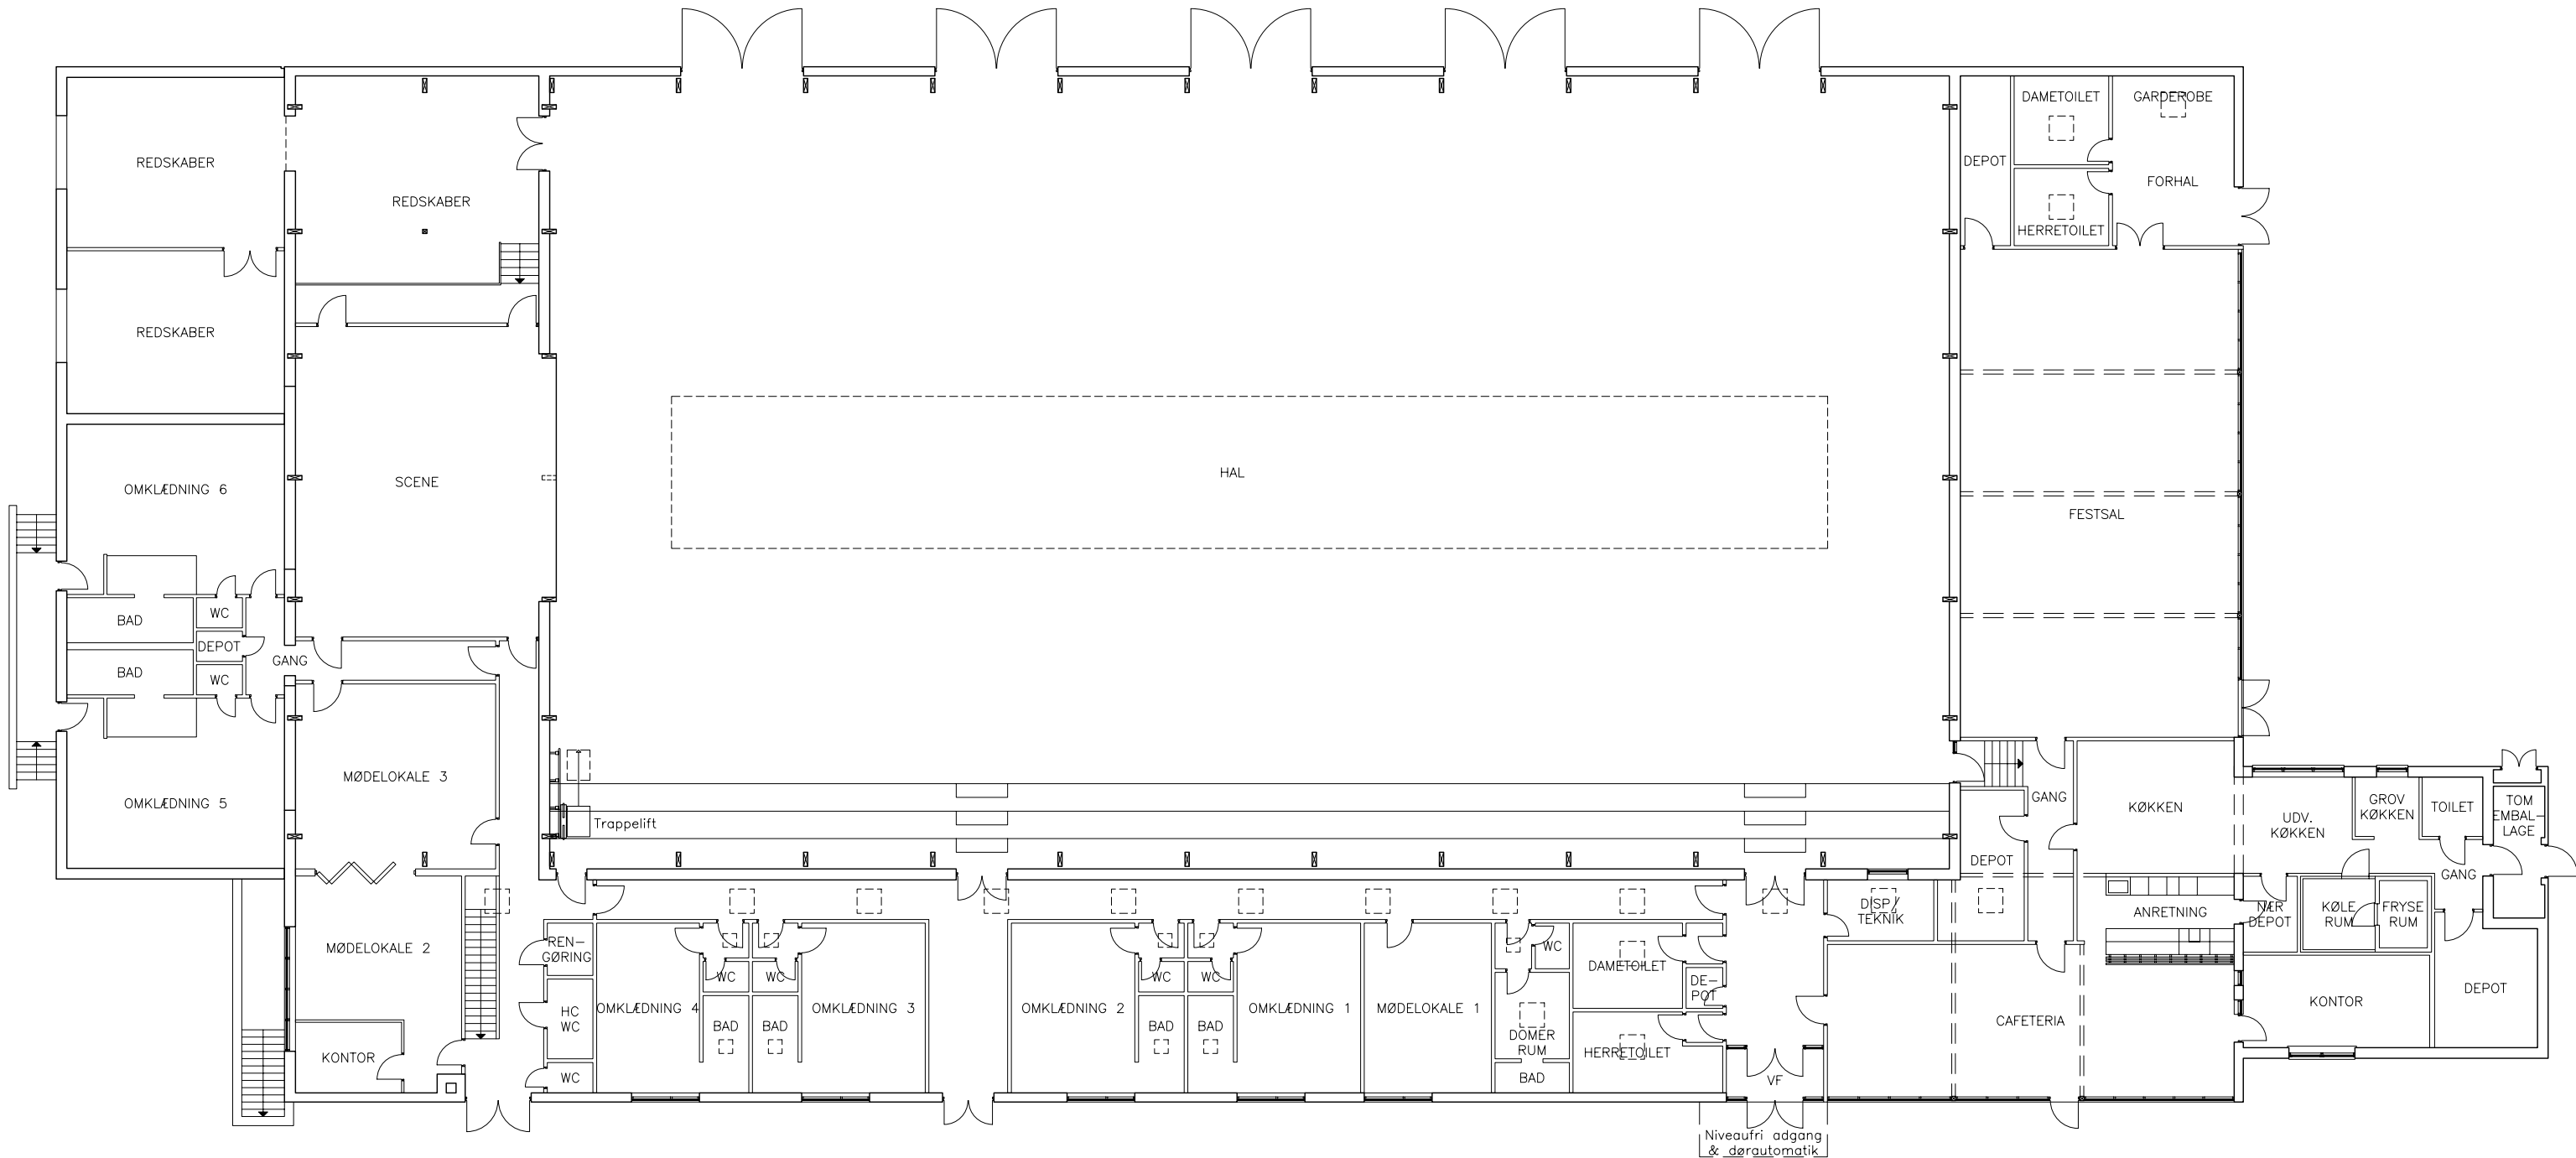 DAMETOILET
GARDEROBE
REDSKABER
DEPOT
FORHAL
REDSKABER
HERRETOILET
REDSKABER
HAL
SCENE
OMKLÆDNING 6
FESTSAL
WC
BAD
DEPOT
GANG
BAD
WC
MØDELOKALE 3
OMKLÆDNING 5
Trappelift
GANG
KØKKEN
UDV.
KØKKEN
GROV
KØKKEN
TOILET
TOM
EMBAL-
LAGE
DEPOT
GANG
DISP/
TEKNIK
ANRETNING
NÆR
DEPOT
KØLE
RUM
FRYSE
RUM
MØDELOKALE 2
REN-
GØRING
WC
WC
WC
WC
WC
DAMETOILET
DE-
POT
HC
WC
OMKLÆDNING 4
BAD
BAD
OMKLÆDNING 3
OMKLÆDNING 2
BAD
BAD
OMKLÆDNING 1
MØDELOKALE 1
DOMER
RUM
HERRETOILET
CAFETERIA
KONTOR
DEPOT
KONTOR
WC
BAD
VF
Niveaufri adgang
& dørautomatik